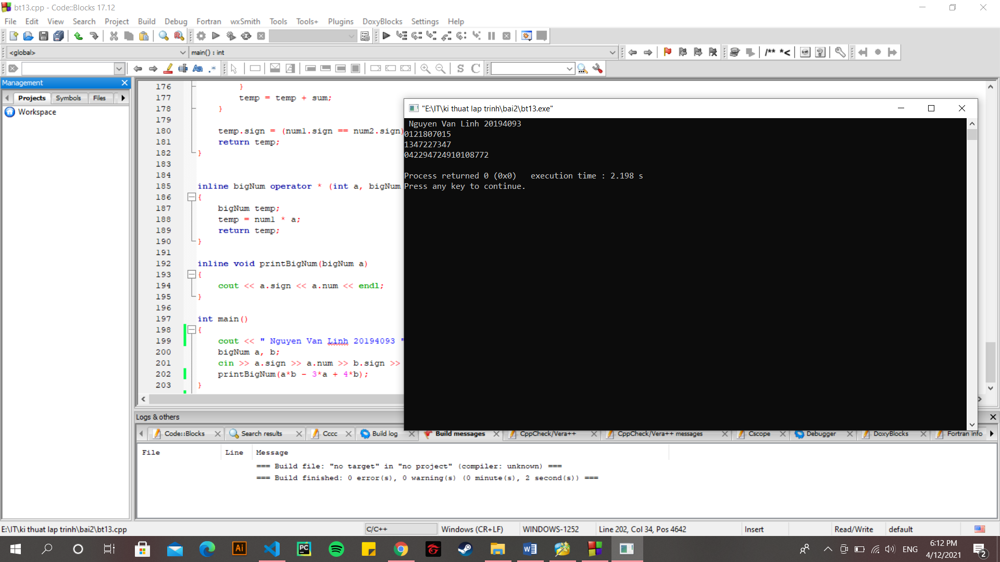 bt13.cpp - Code::Blocks 17.12
File Edit View Search Project Build Debug Fortran wxSmith Tools Tools+ Plugins DoxyBlocks Settings Help
<global> main() : int /** *<
Aa .* S C
Management
Projects Symbols Files
Workspace
176 }
177 temp = temp + sum;
178 }
179
180 temp.sign = (num1.sign == num2.sign)
181 return temp;
182 }
183
184
185 inline bigNum operator * (int a, bigNum
186 {
187 bigNum temp;
188 temp = num1 * a;
189 return temp;
190 }
191
192 inline void printBigNum(bigNum a)
193 {
194 cout << a.sign << a.num << endl;
195 }
196
197 int main()
198 {
199 cout << " Nguyen Van Linh 20194093 "
200 bigNum a, b;
201 cin >> a.sign >> a.num >> b.sign >>
202 printBigNum(a*b - 3*a + 4*b);
203 }
"E:\IT\ki thuat lap trinh\bai2\bt13.exe"
Nguyen Van Linh 20194093
0121807015
1347227347
042294724910108772
Process returned 0 (0x0) execution time : 2.198 s
Press any key to continue.
Logs & others
Code::Blocks Search results Cccc Build log Build messages CppCheck/Vera++ CppCheck/Vera++ messages Cscope Debugger DoxyBlocks Fortran info
File Line Message
=== Build file: "no target" in "no project" (compiler: unknown) ===
=== Build finished: 0 error(s), 0 warning(s) (0 minute(s), 2 second(s)) ===
E:\IT\ki thuat lap trinh\bai2\bt13.cpp C/C++ Windows (CR+LF) WINDOWS-1252 Line 202, Col 34, Pos 4642 Insert Read/Write default
Ai PC W ENG 6:12 PM
4/12/2021 2